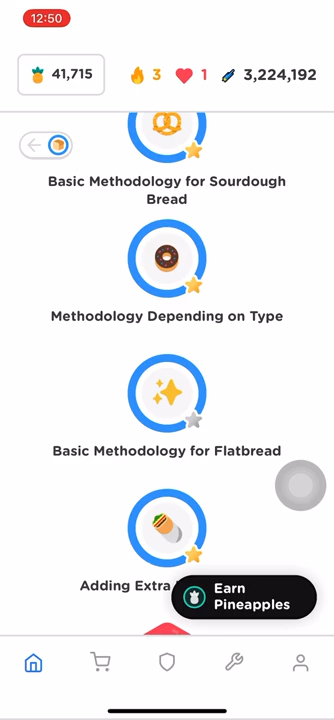 12:50
41,715
3
1
3,224,192
Basic Methodology for Sourdough
Bread
Methodology Depending on Type
Basic Methodology for Flatbread
Adding Extra
Earn
Pineapples